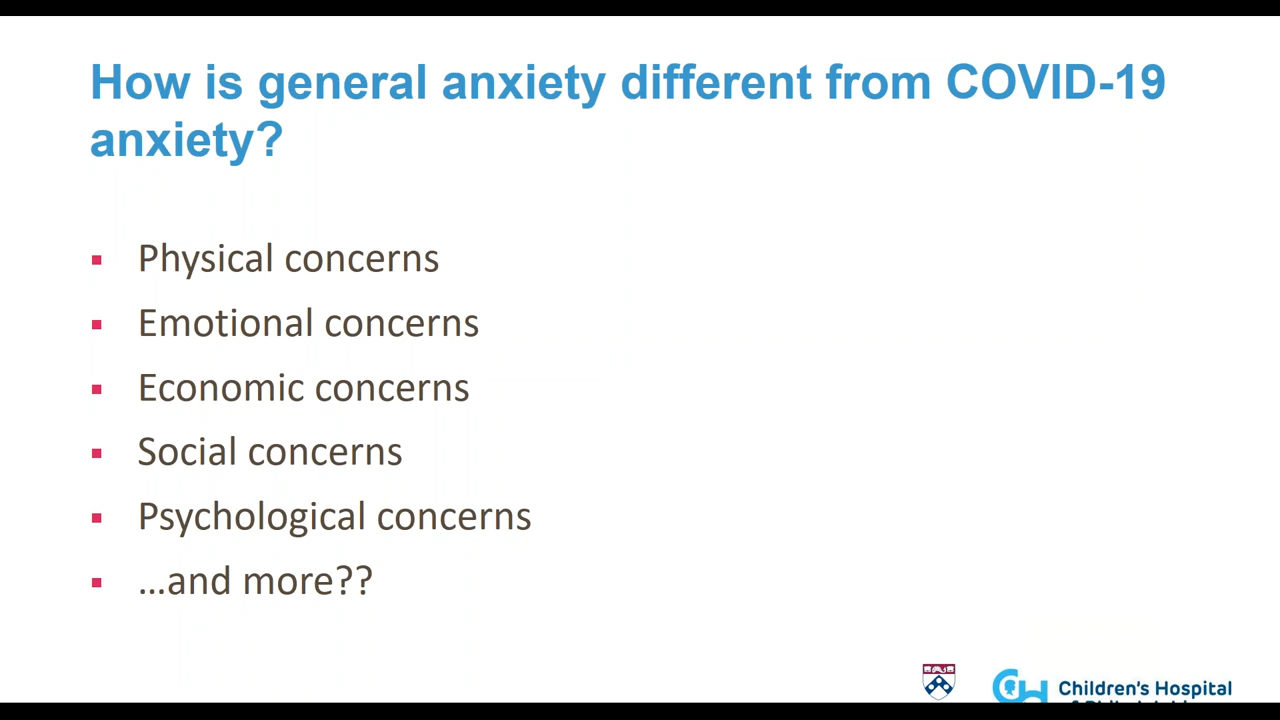 How is general anxiety different from COVID-19
anxiety?
Physical concerns
Emotional concerns
Economic concerns
Social concerns
Psychological concerns
...and more??
Children's Hospital